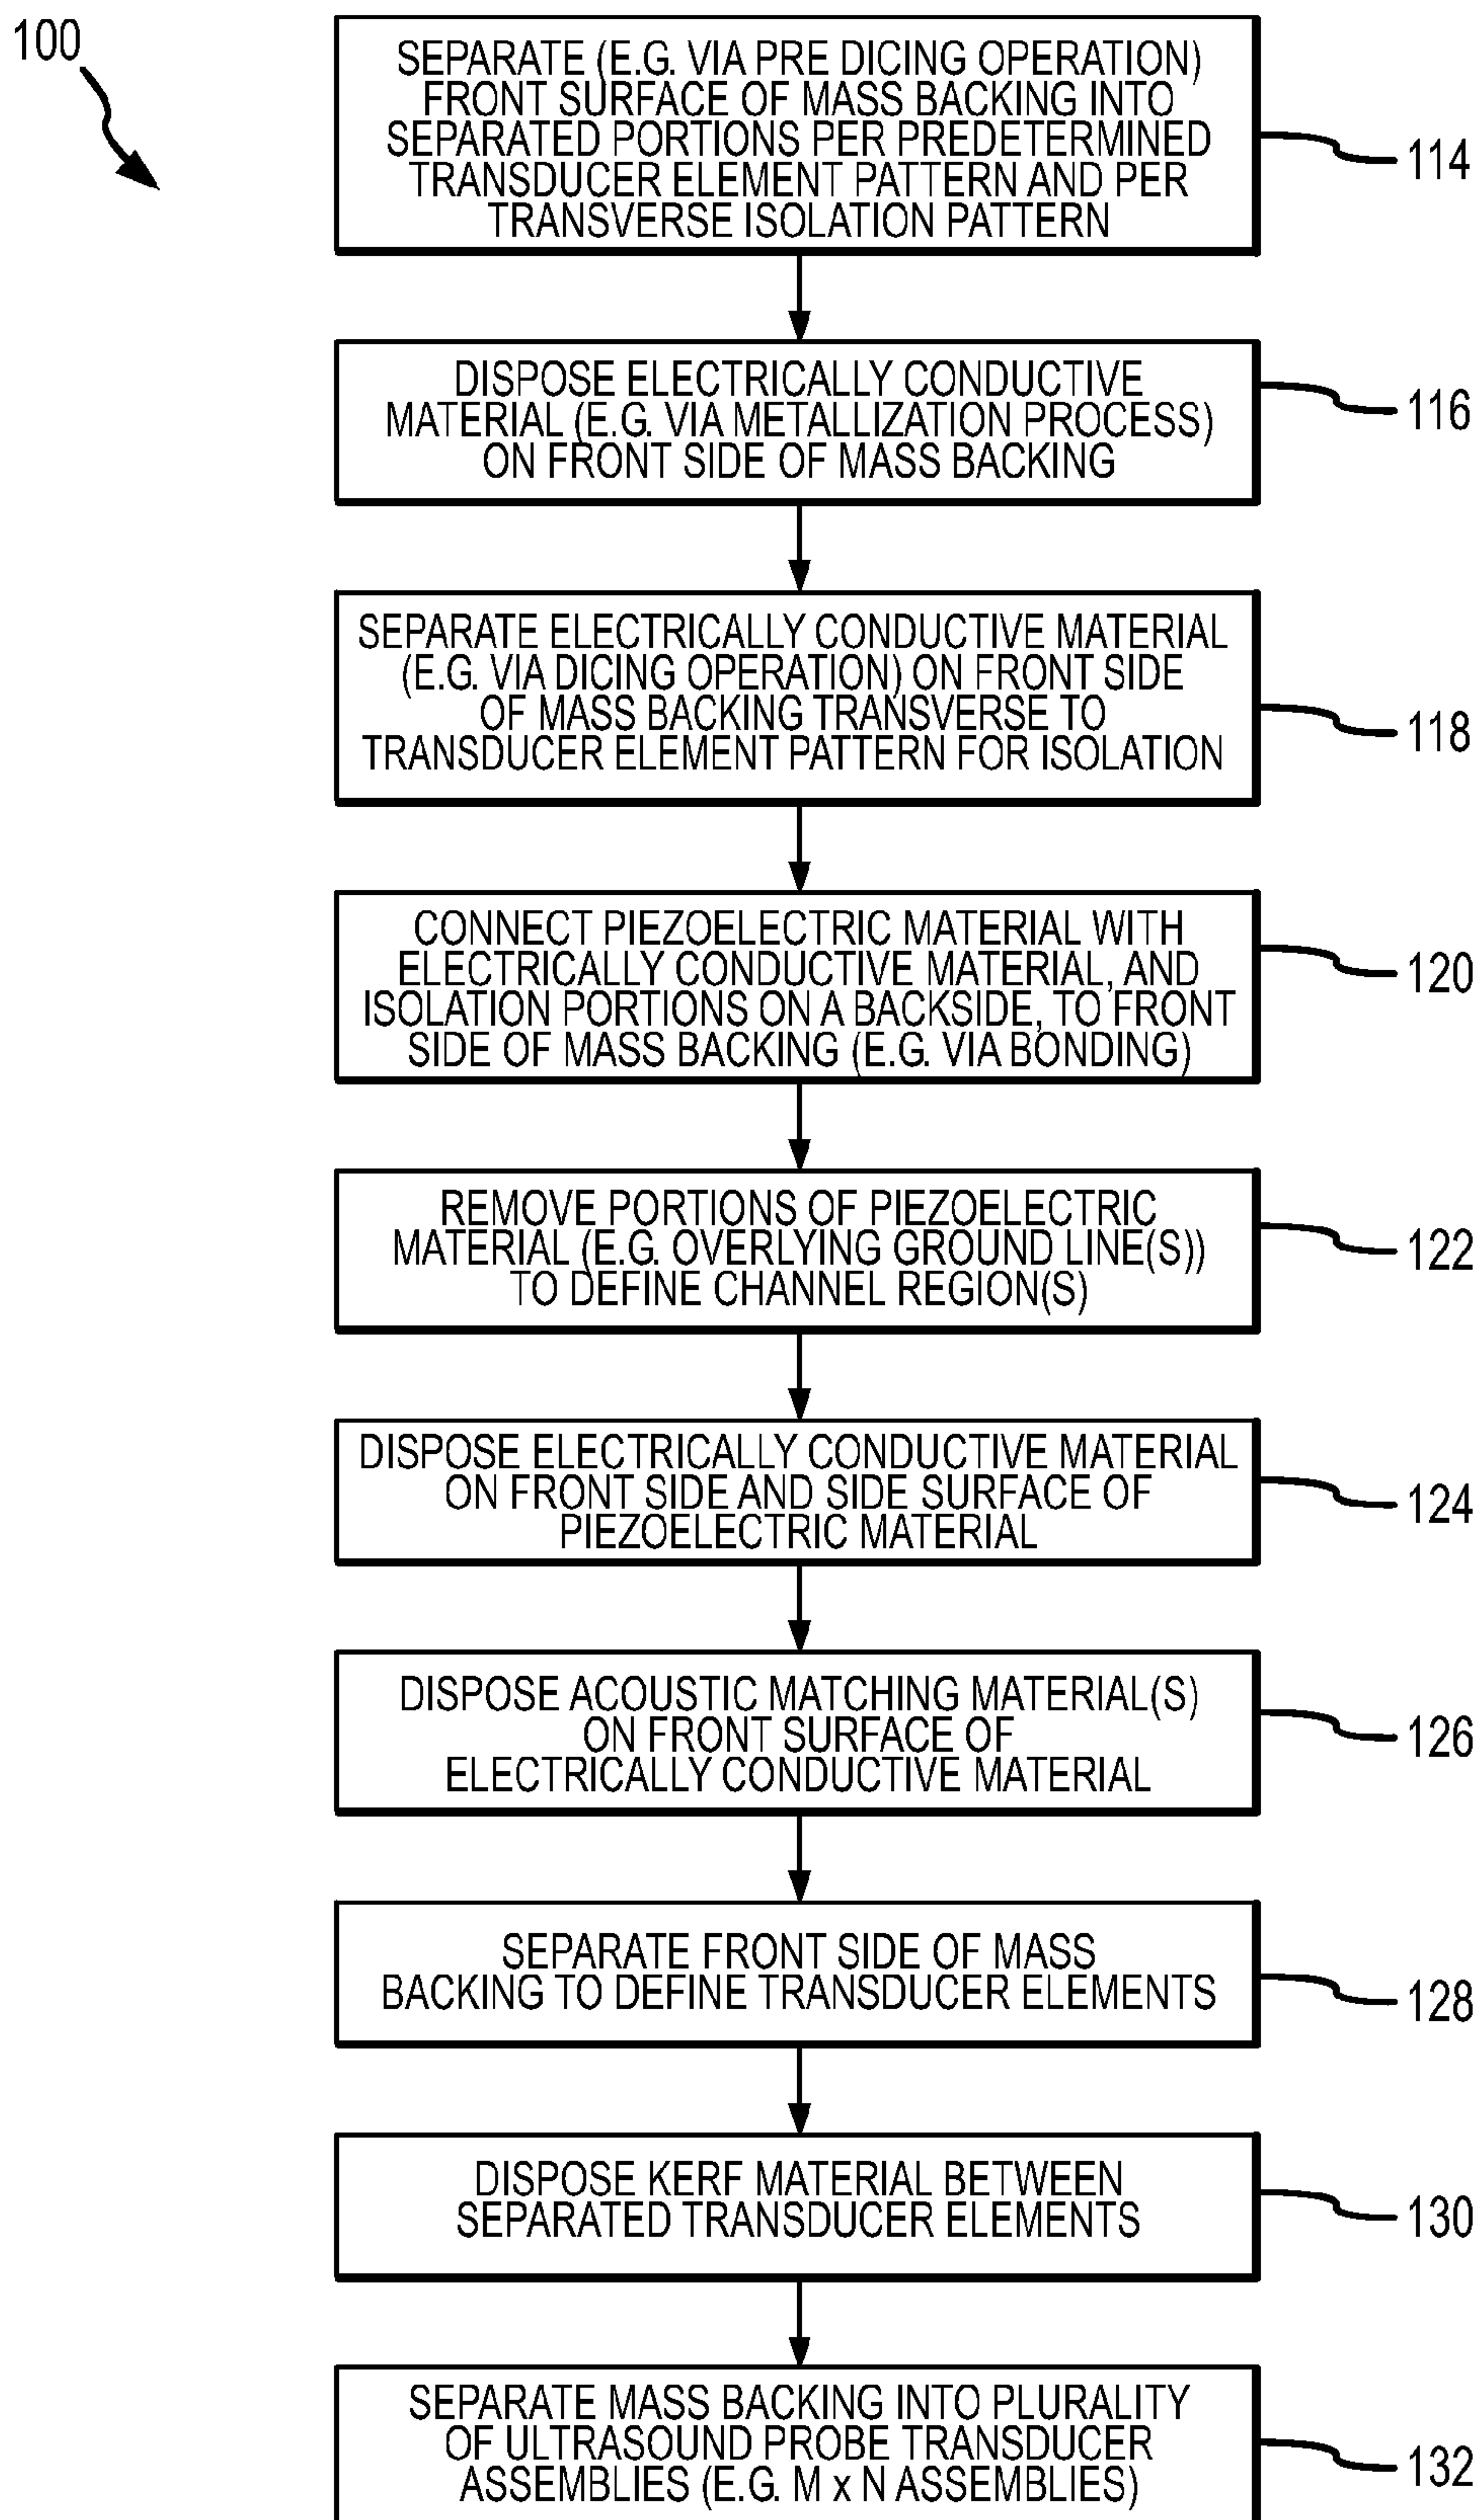 100
SEPARATE (E.G. VIA PRE DICING OPERATION)
FRONT SURFACE OF MASS BACKING INTO
SEPARATED PORTIONS PER PREDETERMINED
TRANSDUCER ELEMENT PATTERN AND PER
TRANSVERSE ISOLATION PATTERN
114
DISPOSE ELECTRICALLY CONDUCTIVE
MATERIAL (E.G. VIA METALLIZATION PROCESS)
ON FRONT SIDE OF MASS BACKING
116
SEPARATE ELECTRICALLY CONDUCTIVE MATERIAL
(E.G. VIA DICING OPERATION) ON FRONT SIDE
OF MASS BACKING TRANSVERSE TO
TRANSDUCER ELEMENT PATTERN FOR ISOLATION
118
CONNECT PIEZOELECTRIC MATERIAL WITH
ELECTRICALLY CONDUCTIVE MATERIAL, AND
ISOLATION PORTIONS ON A BACKSIDE, TO FRONT
SIDE OF MASS BACKING (E.G. VIA BONDING)
120
REMOVE PORTIONS OF PIEZOELECTRIC
MATERIAL (E.G. OVERLYING GROUND LINE(S))
TO DEFINE CHANNEL REGION(S)
122
DISPOSE ELECTRICALLY CONDUCTIVE MATERIAL
ON FRONT SIDE AND SIDE SURFACE OF
PIEZOELECTRIC MATERIAL
124
DISPOSE ACOUSTIC MATCHING MATERIAL(S)
ON FRONT SURFACE OF
ELECTRICALLY CONDUCTIVE MATERIAL
126
SEPARATE FRONT SIDE OF MASS
BACKING TO DEFINE TRANSDUCER ELEMENTS
128
DISPOSE KERF MATERIAL BETWEEN
SEPARATED TRANSDUCER ELEMENTS
130
SEPARATE MASS BACKING INTO PLURALITY
OF ULTRASOUND PROBE TRANSDUCER
ASSEMBLIES (E.G. M x N ASSEMBLIES)
132